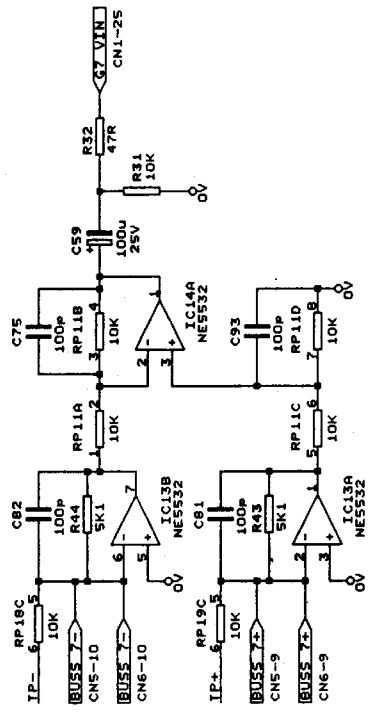 G7 VIN
CN1-25
R32
47R
R31
10K
0V
C59
100u
25V
+
C75
100p
RP11B
3 4
10K
IC14A
NE5532
2 -
3 +
1
C93
100p
RP11D
7 8
10K
0V
RP11A
1 2
10K
RP11C
5 6
10K
C82
100p
R44
5K1
IC13B
NE5532
6 -
5 +
7
0V
RP18C
6 5
10K
TP-
BUSS 7-
CN5-10
BUSS 7-
CN6-10
C81
100p
R43
5K1
IC13A
NE5532
2 -
3 +
1
0V
RP19C
6 5
10K
TP+
BUSS 7+
CN5-9
BUSS 7+
CN6-9